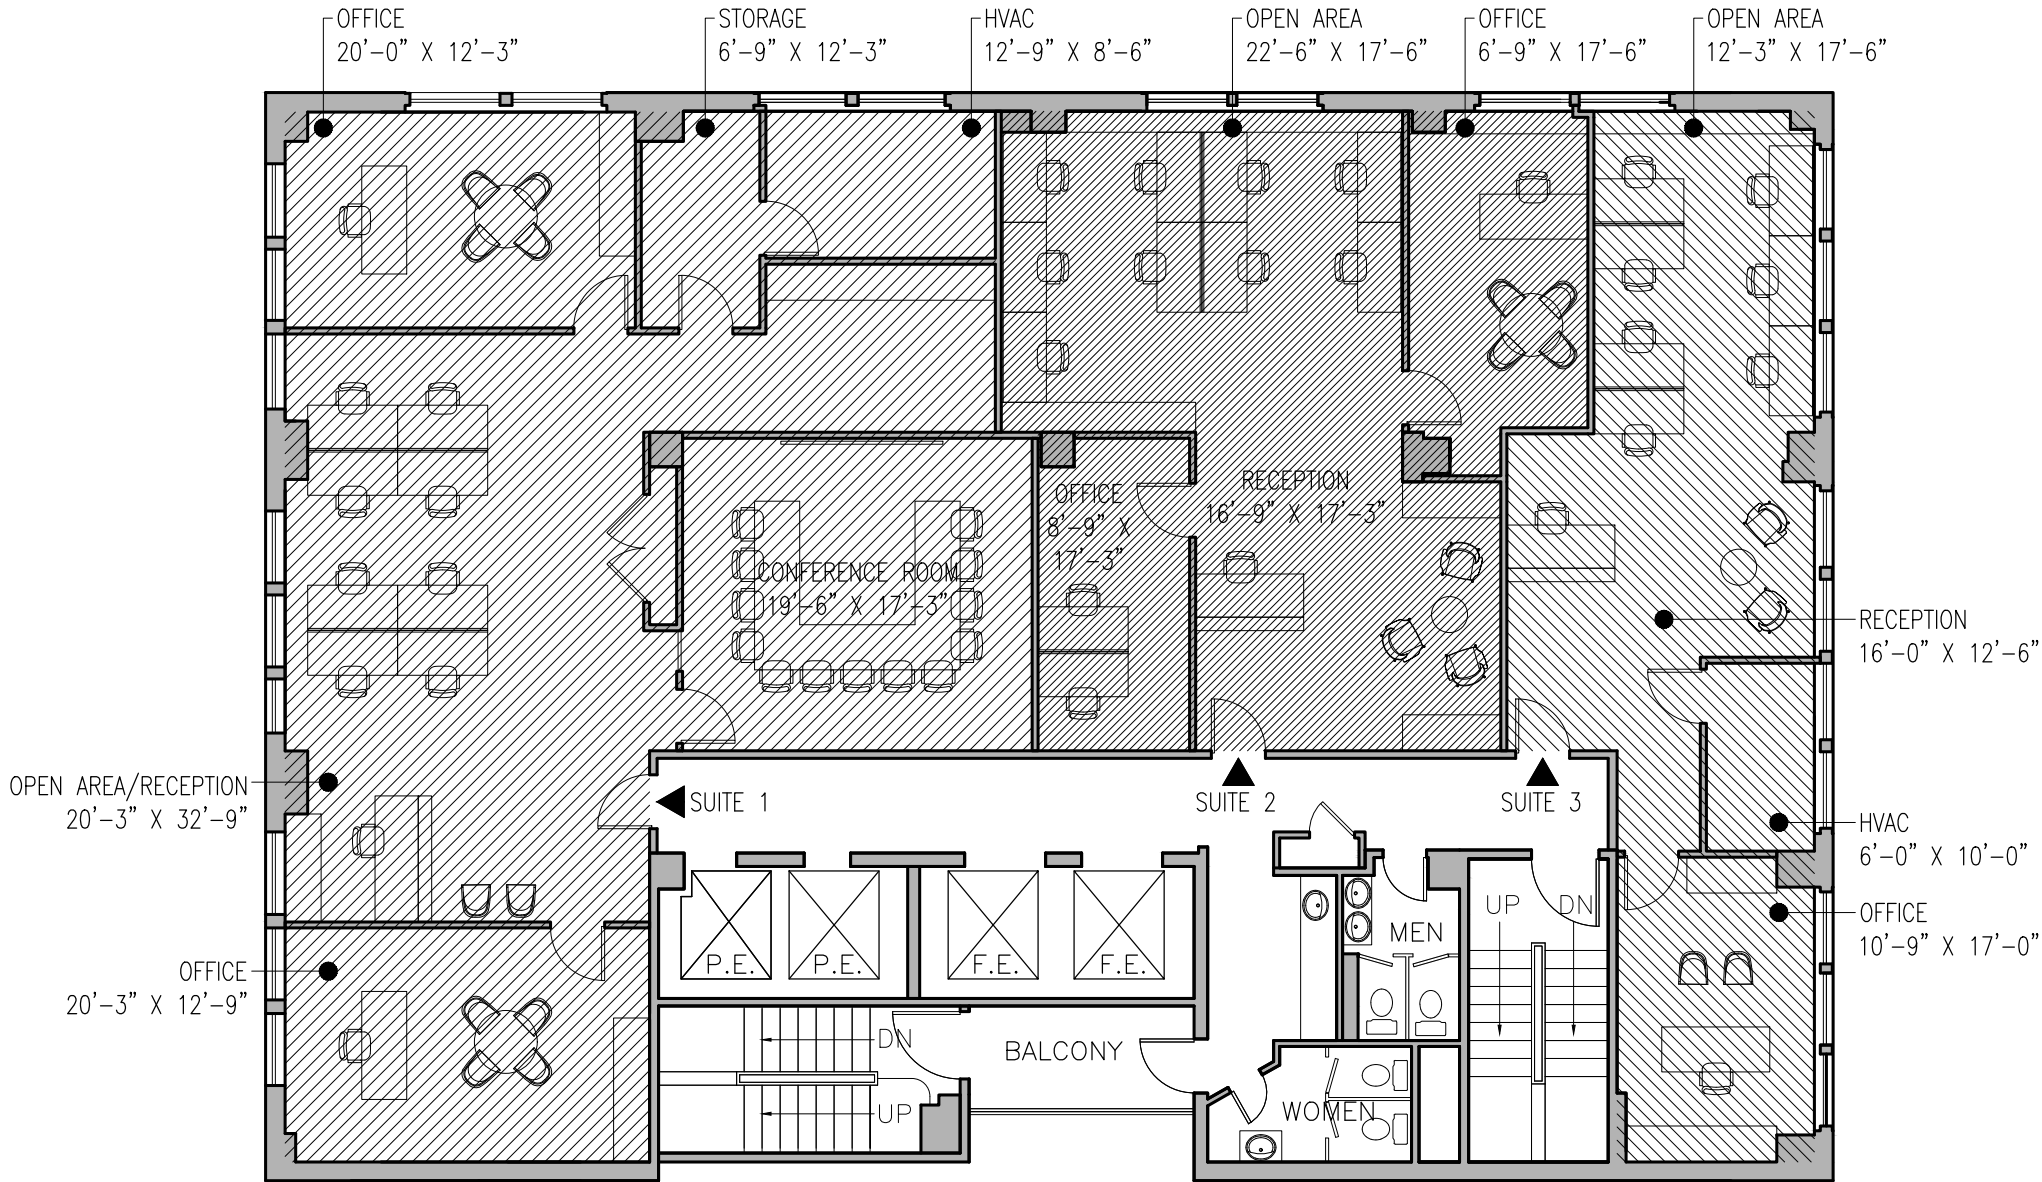 OFFICE
20'-0" X 12'-3"
STORAGE
6'-9" X 12'-3"
HVAC
12'-9" X 8'-6"
OPEN AREA
22'-6" X 17'-6"
OFFICE
6'-9" X 17'-6"
OPEN AREA
12'-3" X 17'-6"
OFFICE
8'-9" X
17'-3"
RECEPTION
16'-9" X 17'-3"
CONFERENCE ROOM
19'-6" X 17'-3"
RECEPTION
16'-0" X 12'-6"
OPEN AREA/RECEPTION
20'-3" X 32'-9"
SUITE 1
SUITE 2
SUITE 3
HVAC
6'-0" X 10'-0"
OFFICE
10'-9" X 17'-0"
UP
DN
MEN
P.E.
P.E.
F.E.
F.E.
OFFICE
20'-3" X 12'-9"
DN
BALCONY
UP
WOMEN